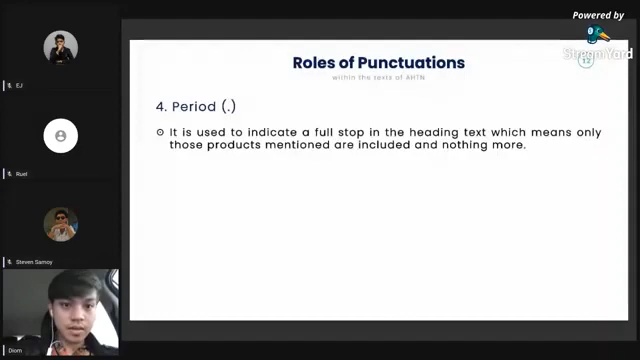 Powered by
StreamYard
Roles of Punctuations
12
within the texts of AHTN
4. Period (.)
It is used to indicate a full stop in the heading text which means only
those products mentioned are included and nothing more.
EJ
Ruel
Steven Samoy
Diom